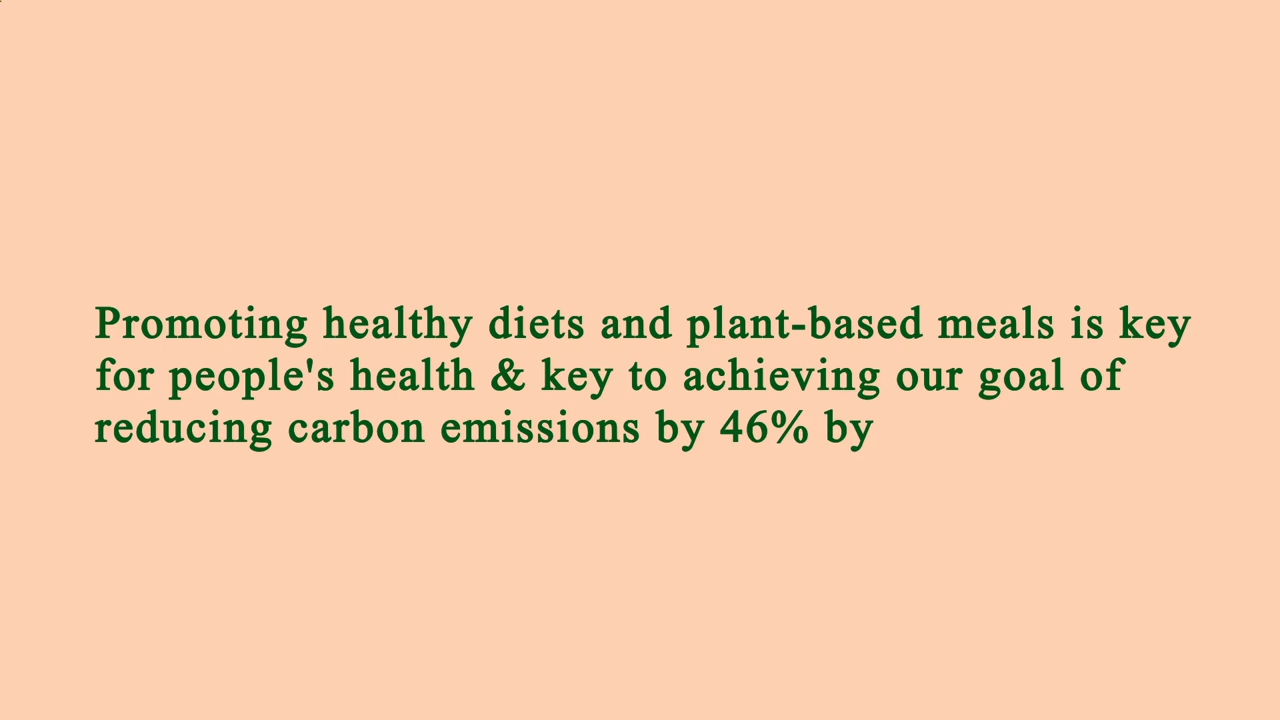 Promoting healthy diets and plant-based meals is key
for people's health & key to achieving our goal of
reducing carbon emissions by 46% by